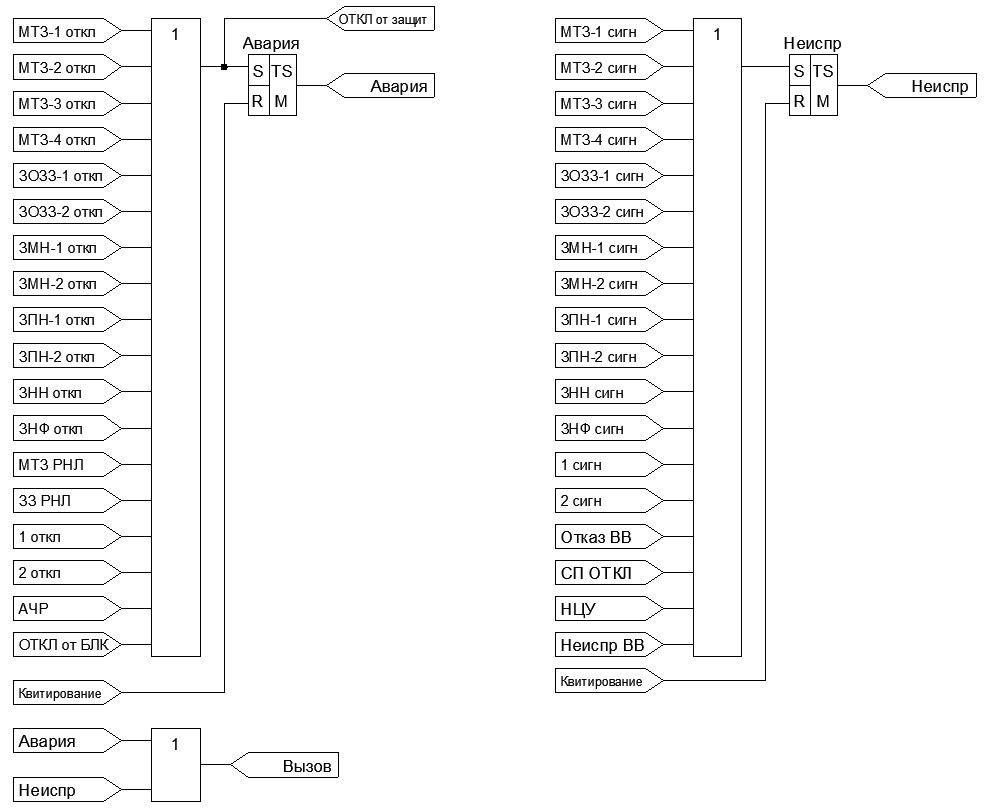 МТЗ-1 откл
МТЗ-2 откл
МТЗ-3 откл
МТЗ-4 откл
ЗОЗЗ-1 откл
ЗОЗЗ-2 откл
ЗМН-1 откл
ЗМН-2 откл
ЗПН-1 откл
ЗПН-2 откл
ЗНН откл
ЗНФ откл
МТЗ РНЛ
ЗЗ РНЛ
1 откл
2 откл
АЧР
ОТКЛ от БЛК
Квитирование
1
ОТКЛ от защит
Авария
S TS
R M
Авария
МТЗ-1 сигн
МТЗ-2 сигн
МТЗ-3 сигн
МТЗ-4 сигн
ЗОЗЗ-1 сигн
ЗОЗЗ-2 сигн
ЗМН-1 сигн
ЗМН-2 сигн
ЗПН-1 сигн
ЗПН-2 сигн
ЗНН сигн
ЗНФ сигн
1 сигн
2 сигн
Отказ ВВ
СП ОТКЛ
НЦУ
Неиспр ВВ
Квитирование
1
Неиспр
S TS
R M
Неиспр
Авария
Неиспр
1
Вызов